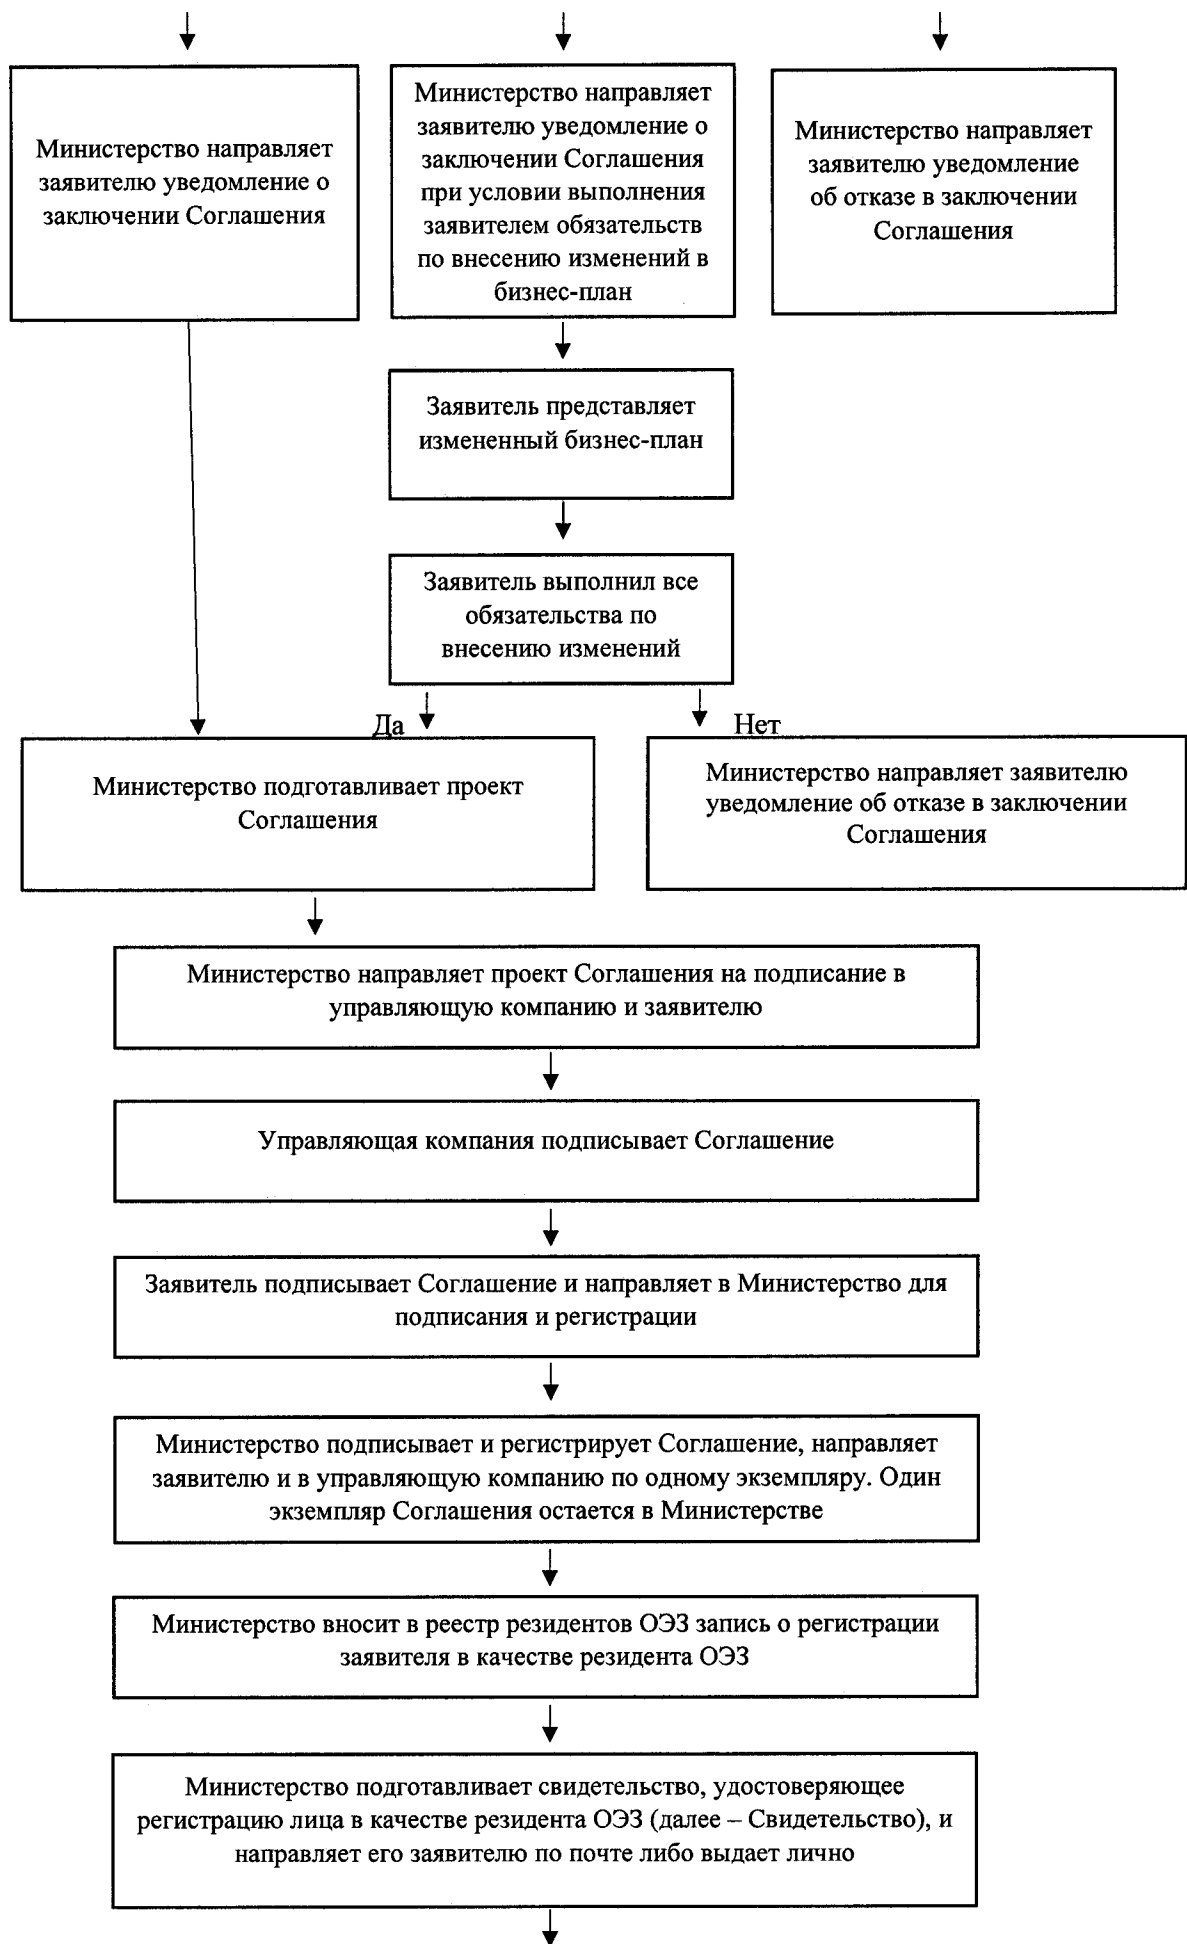 Министерство направляет
заявителю уведомление о
заключении Соглашения
Министерство направляет
заявителю уведомление о
заключении Соглашения
при условии выполнения
заявителем обязательств
по внесению изменений в
бизнес-план
Министерство направляет
заявителю уведомление
об отказе в заключении
Соглашения
Заявитель представляет
измененный бизнес-план
Заявитель выполнил все
обязательства по
внесению изменений
Да
Нет
Министерство подготавливает проект
Соглашения
Министерство направляет заявителю
уведомление об отказе в заключении
Соглашения
Министерство направляет проект Соглашения на подписание в
управляющую компанию и заявителю
Управляющая компания подписывает Соглашение
Заявитель подписывает Соглашение и направляет в Министерство для
подписания и регистрации
Министерство подписывает и регистрирует Соглашение, направляет
заявителю и в управляющую компанию по одному экземпляру. Один
экземпляр Соглашения остается в Министерстве
Министерство вносит в реестр резидентов ОЭЗ запись о регистрации
заявителя в качестве резидента ОЭЗ
Министерство подготавливает свидетельство, удостоверяющее
регистрацию лица в качестве резидента ОЭЗ (далее – Свидетельство), и
направляет его заявителю по почте либо выдает лично